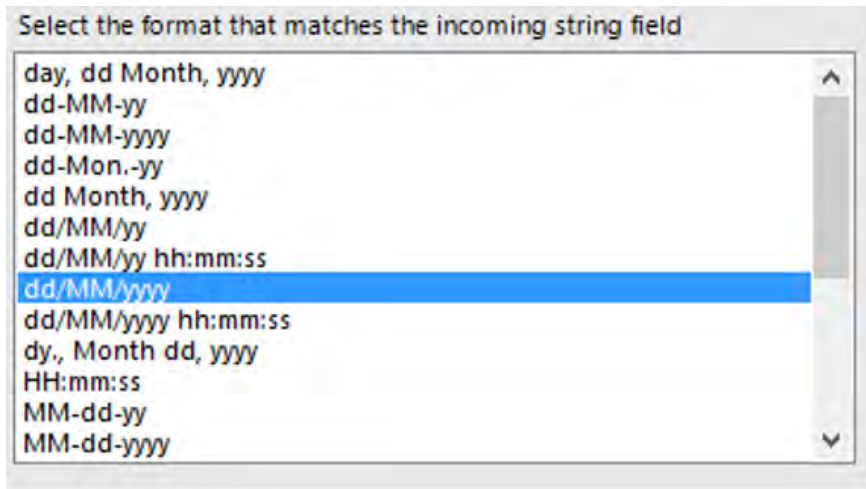 Select the format that matches the incoming string field
day, dd Month, yyyy
dd-MM-yy
dd-MM-yyyy
dd-Mon.-yy
dd Month, yyyy
dd/MM/yy
dd/MM/yy hh:mm:ss
dd/MM/yyyy
dd/MM/yyyy hh:mm:ss
dy., Month dd, yyyy
HH:mm:ss
MM-dd-yy
MM-dd-yyyy